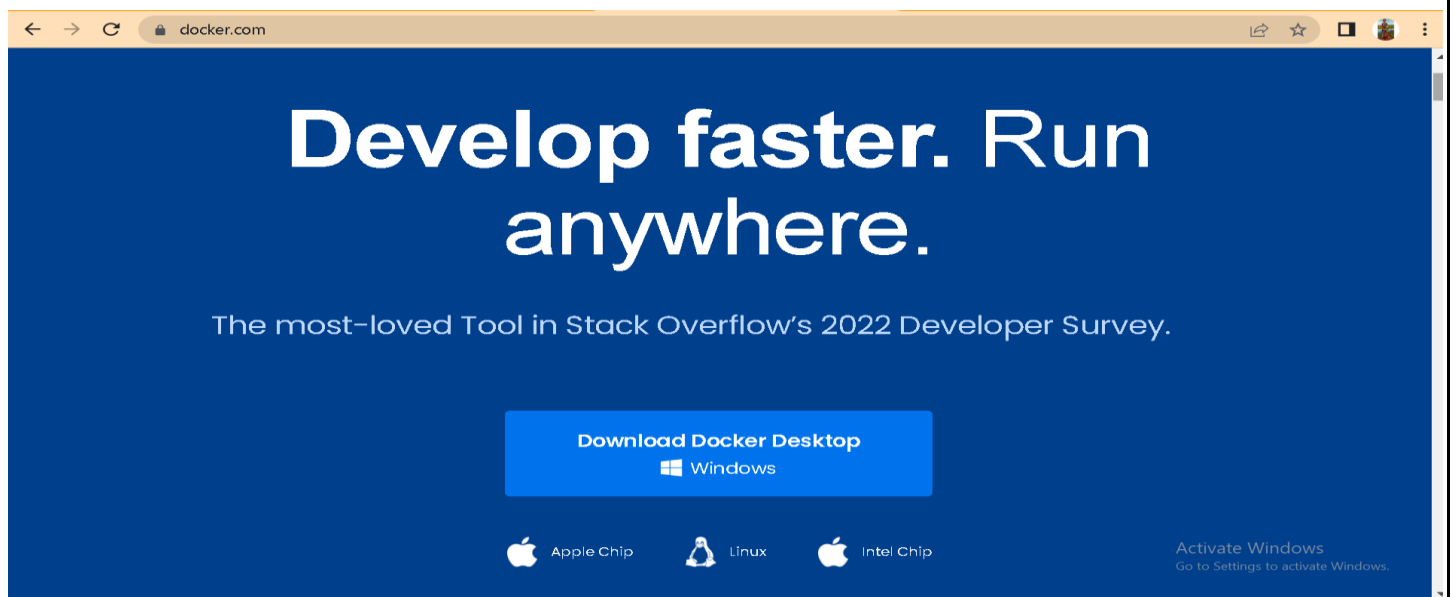 docker.com
Develop faster. Run
anywhere.
The most-loved Tool in Stack Overflow's 2022 Developer Survey.
Download Docker Desktop
Windows
Apple Chip
Linux
Intel Chip
Activate Windows
Go to Settings to activate Windows.